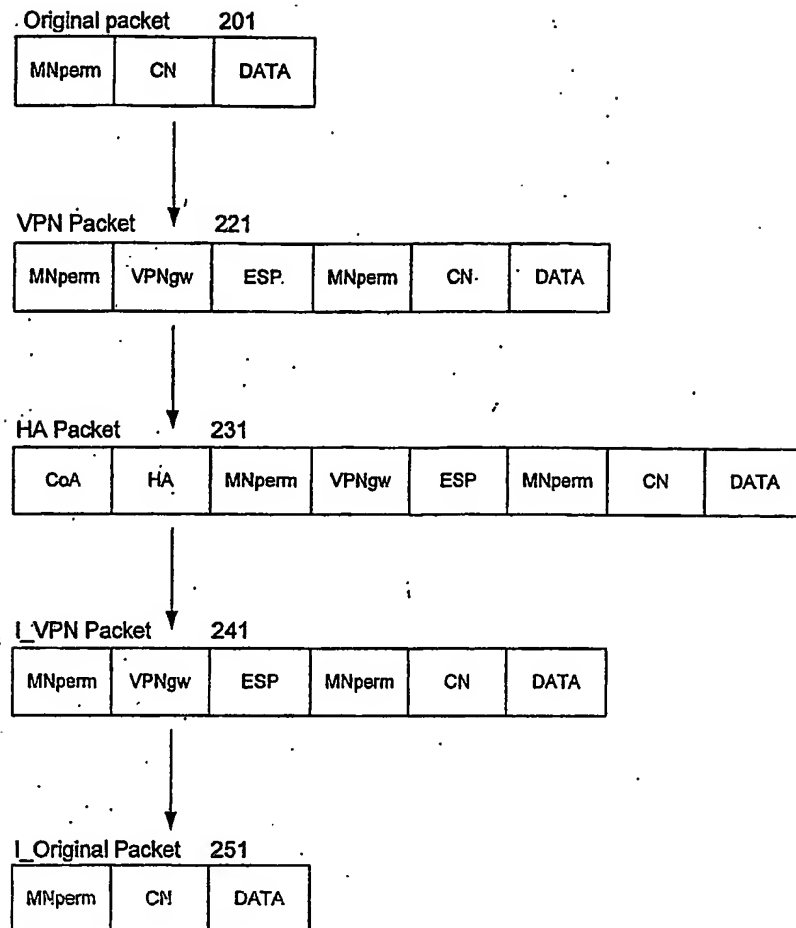 Original packet 201
MNperm CN DATA
VPN Packet 221
MNperm VPNgw ESP MNperm CN DATA
HA Packet 231
CoA HA MNperm VPNgw ESP MNperm CN DATA
I_VPN Packet 241
MNperm VPNgw ESP MNperm CN DATA
I_Original Packet 251
MNperm CN DATA